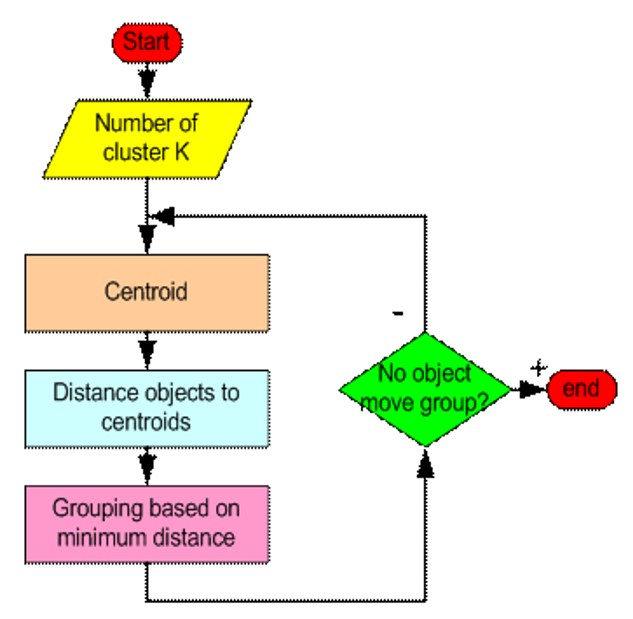 Start
Number of
cluster K
Centroid
Distance objects to
centroids
Grouping based on
minimum distance
-
No object
move group?
+
end